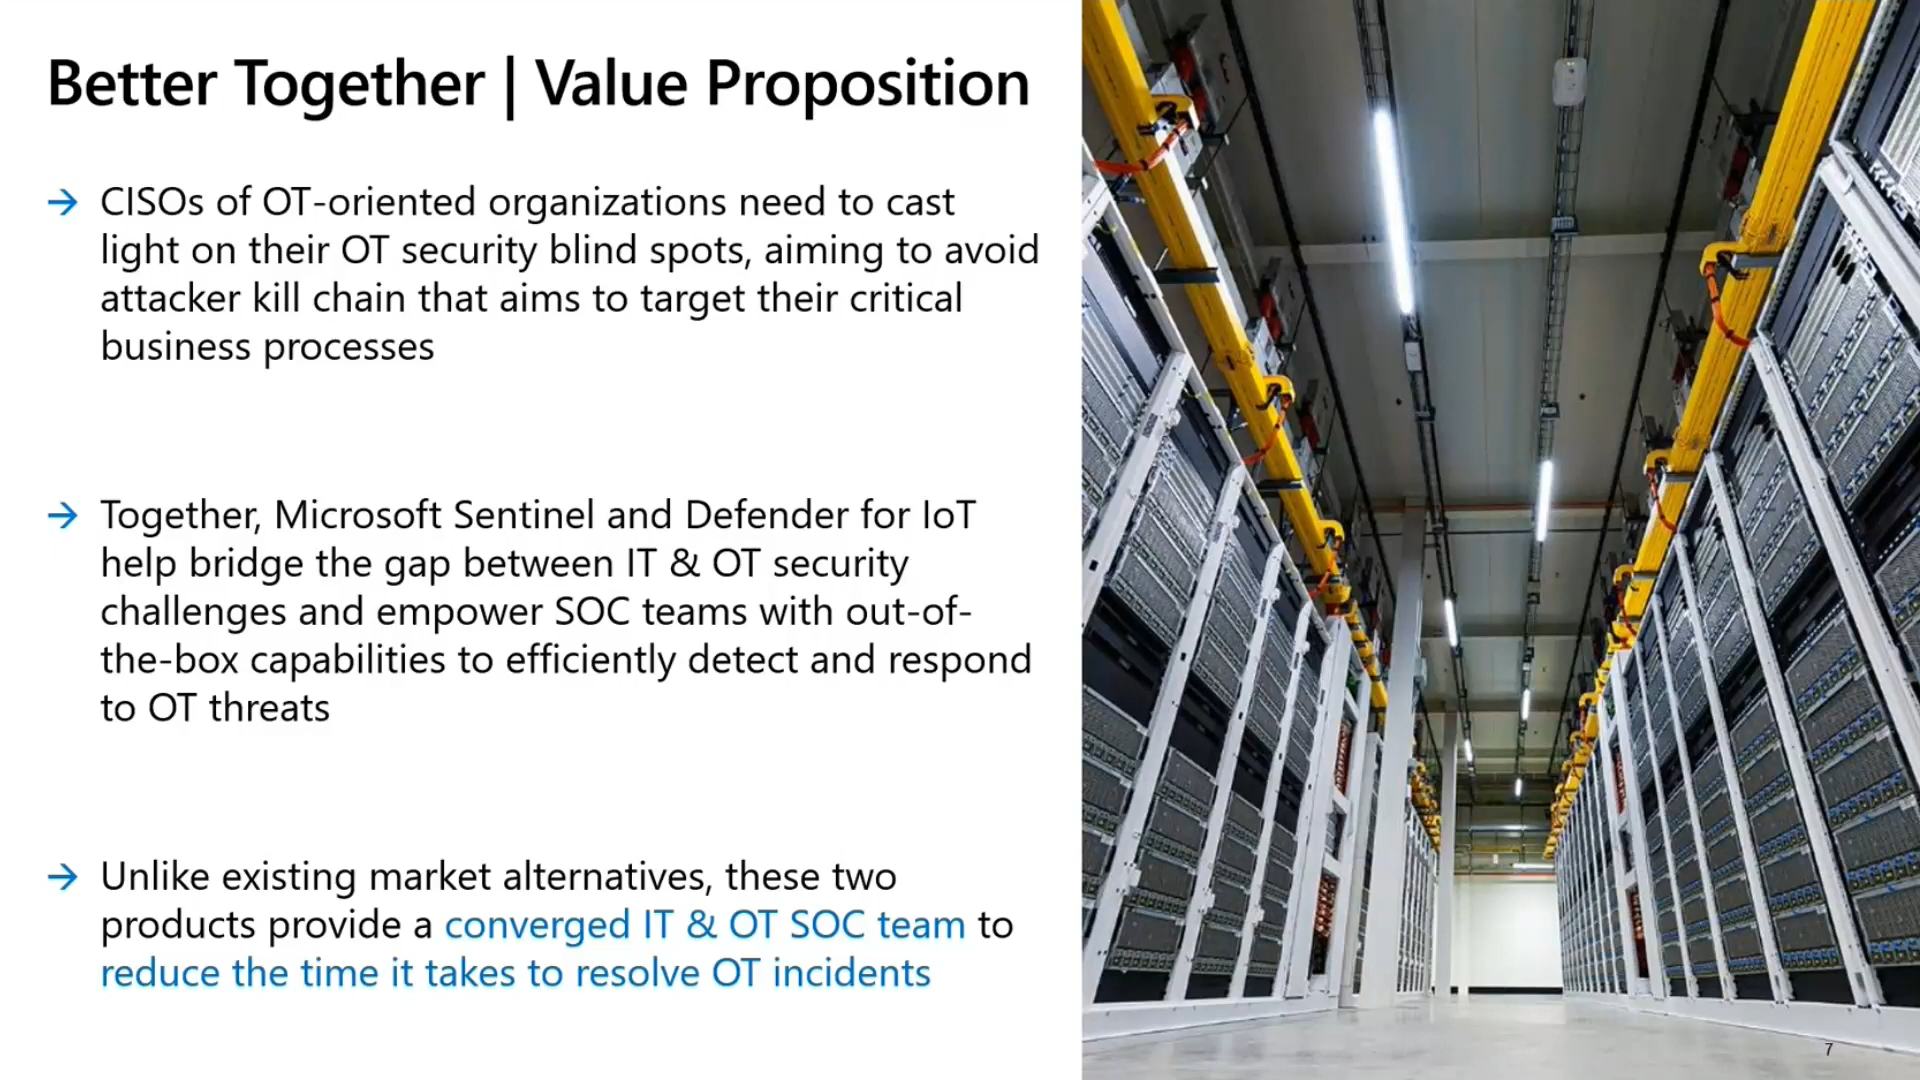 Better Together | Value Proposition
→ CISOs of OT-oriented organizations need to cast
light on their OT security blind spots, aiming to avoid
attacker kill chain that aims to target their critical
business processes
→ Together, Microsoft Sentinel and Defender for IoT
help bridge the gap between IT & OT security
challenges and empower SOC teams with out-of-
the-box capabilities to efficiently detect and respond
to OT threats
→ Unlike existing market alternatives, these two
products provide a converged IT & OT SOC team to
reduce the time it takes to resolve OT incidents
7